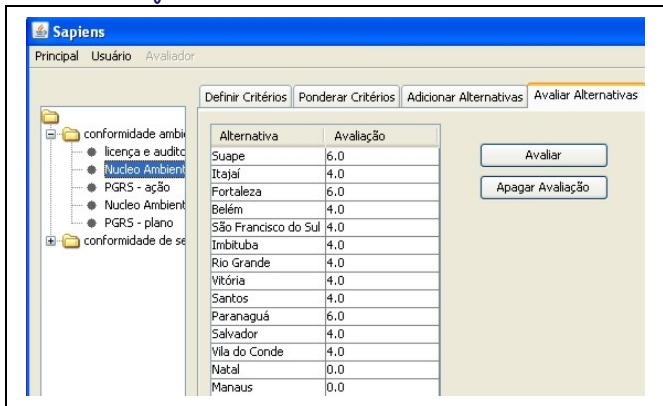 Sapiens
Principal Usuário Avaliador
Definir Critérios Ponderar Critérios Adicionar Alternativas Avaliar Alternativas
conformidade ambi
licença e audito
Nucleo Ambient
PGRS - ação
Nucleo Ambient
PGRS - plano
conformidade de se
Alternativa Avaliação
Suape 6.0
Itajaí 4.0
Fortaleza 6.0
Belém 4.0
São Francisco do Sul 4.0
Imbituba 4.0
Rio Grande 4.0
Vitória 4.0
Santos 4.0
Paranaguá 6.0
Salvador 4.0
Vila do Conde 4.0
Natal 0.0
Manaus 0.0
Avaliar
Apagar Avaliação